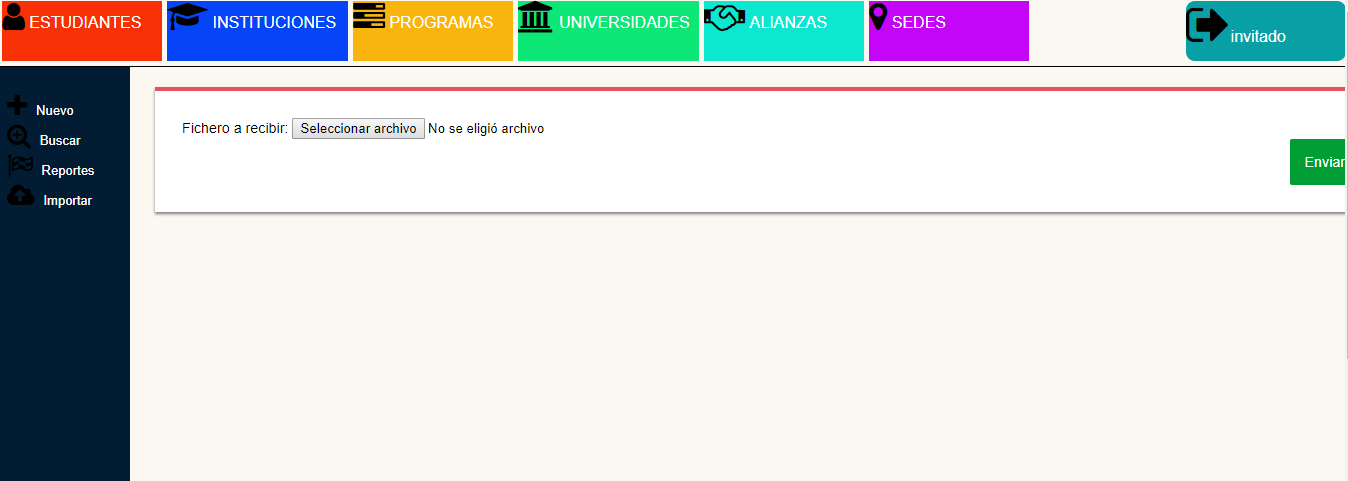 ESTUDIANTES
INSTITUCIONES
PROGRAMAS
UNIVERSIDADES
ALIANZAS
SEDES
invitado
Nuevo
Buscar
Reportes
Importar
Fichero a recibir: Seleccionar archivo No se eligió archivo
Enviar